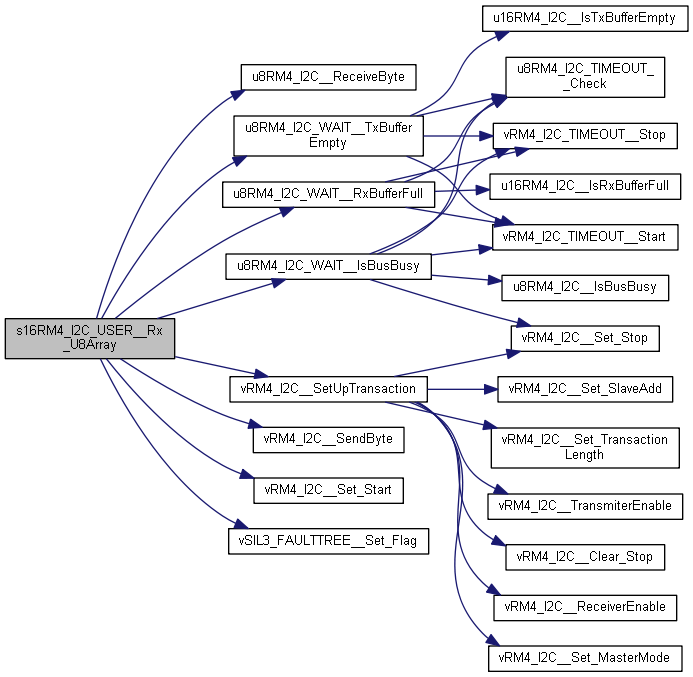 s16RM4_I2C_USER__Rx
_U8Array
u8RM4_I2C__ReceiveByte
u8RM4_I2C_WAIT__TxBuffer
Empty
u8RM4_I2C_WAIT__RxBufferFull
u8RM4_I2C_WAIT__IsBusBusy
vRM4_I2C__SetUpTransaction
vRM4_I2C__SendByte
vRM4_I2C__Set_Start
vSIL3_FAULTTREE__Set_Flag
u16RM4_I2C__IsTxBufferEmpty
u8RM4_I2C_TIMEOUT_
_Check
vRM4_I2C_TIMEOUT__Stop
u16RM4_I2C__IsRxBufferFull
vRM4_I2C_TIMEOUT__Start
u8RM4_I2C__IsBusBusy
vRM4_I2C__Set_Stop
vRM4_I2C__Set_SlaveAdd
vRM4_I2C__Set_Transaction
Length
vRM4_I2C__TransmiterEnable
vRM4_I2C__Clear_Stop
vRM4_I2C__ReceiverEnable
vRM4_I2C__Set_MasterMode